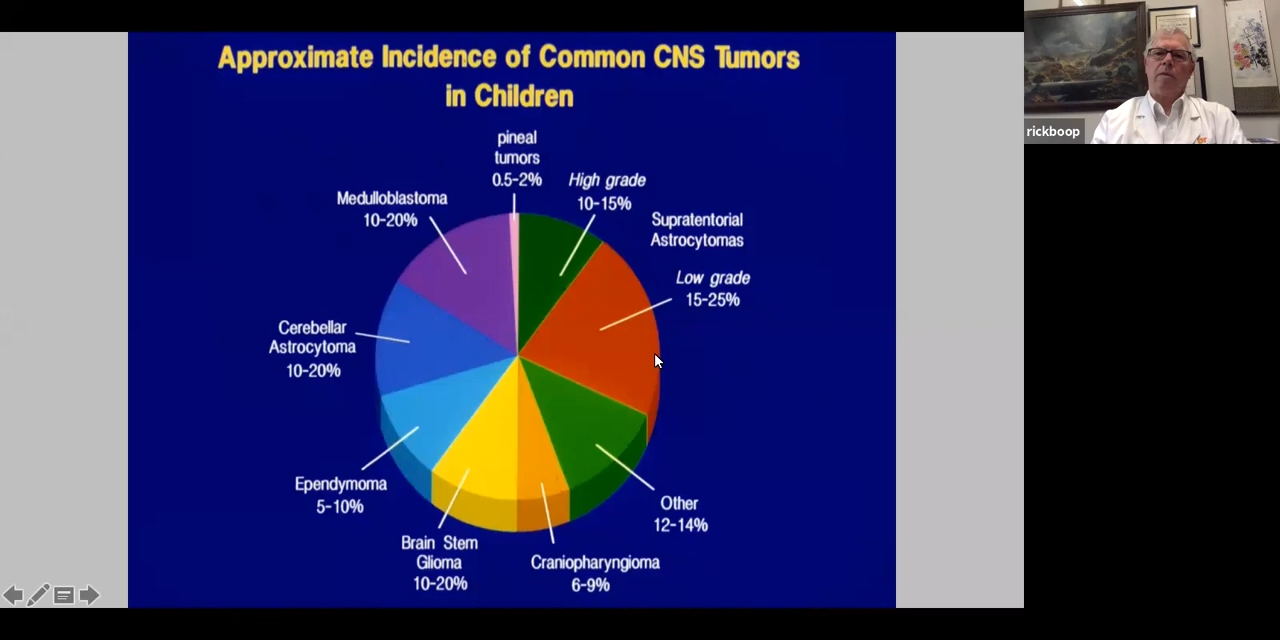 Approximate Incidence of Common CNS Tumors
in Children
pineal
tumors
0.5-2%
High grade
10-15%
Supratentorial
Astrocytomas
Low grade
15-25%
Other
12-14%
Craniopharyngioma
6-9%
Brain Stem
Glioma
10-20%
Ependymoma
5-10%
Cerebellar
Astrocytoma
10-20%
Medulloblastoma
10-20%
rickboop